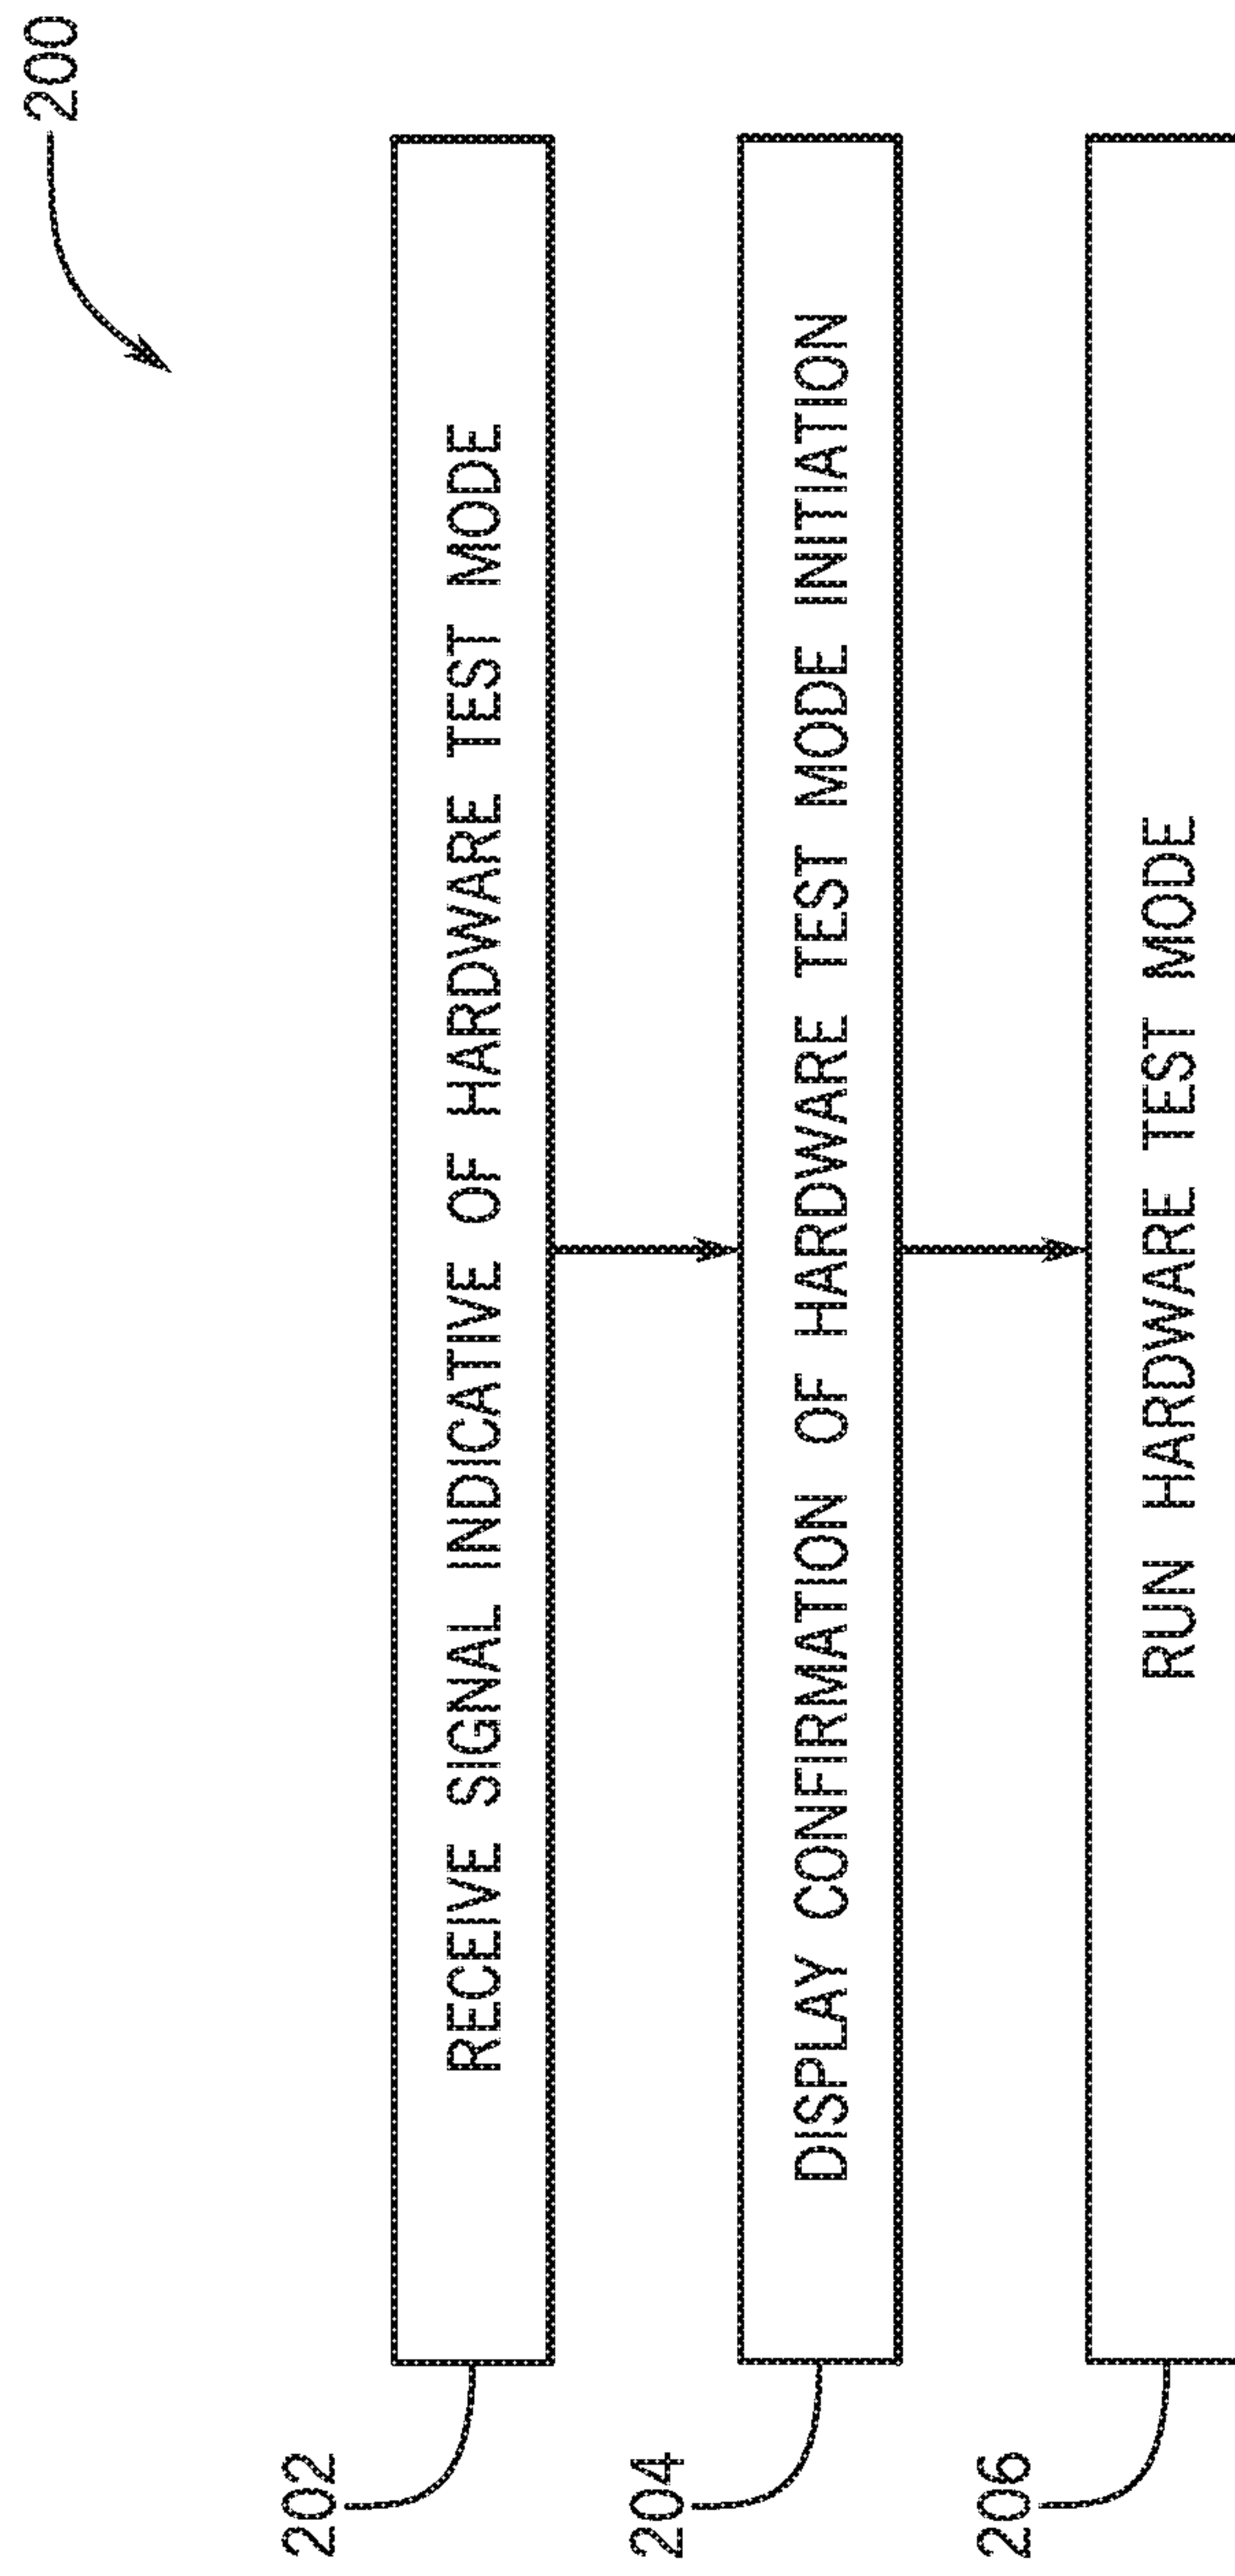 200
202
RECEIVE SIGNAL INDICATIVE OF HARDWARE TEST MODE
204
DISPLAY CONFIRMATION OF HARDWARE TEST MODE INITIATION
206
RUN HARDWARE TEST MODE